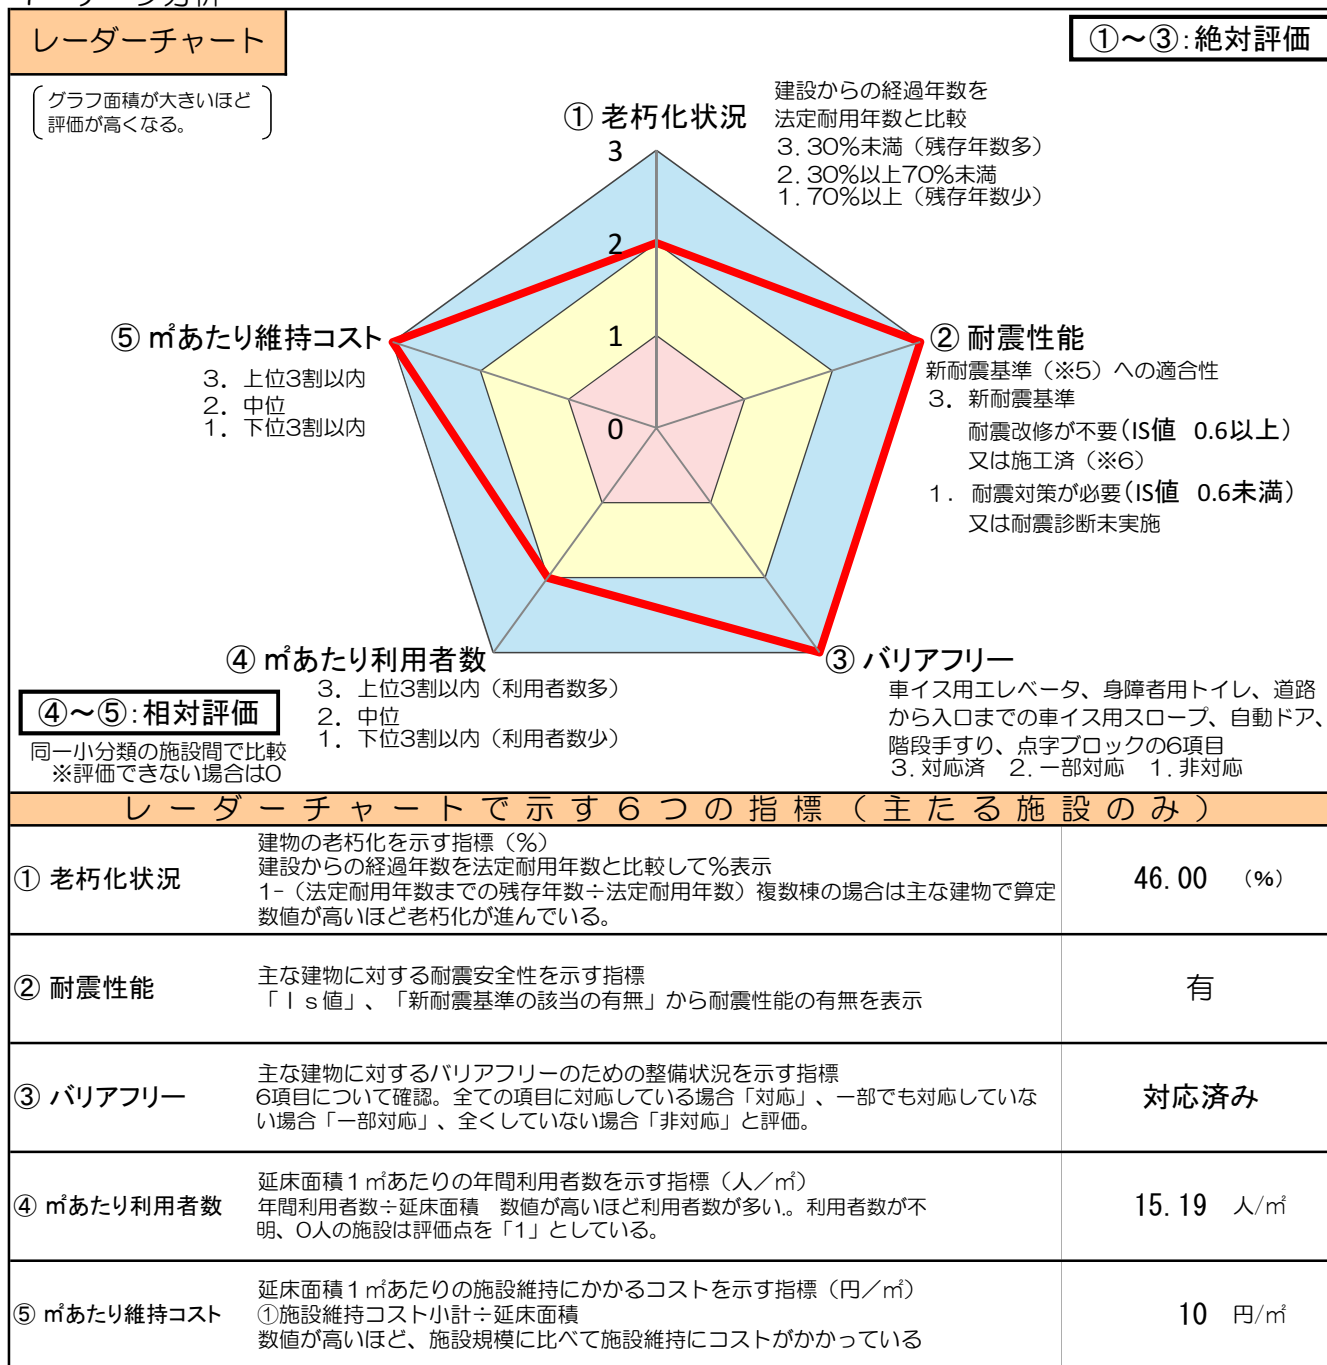 レーダーチャート
①～③：絶対評価
グラフ面積が大きいほど
評価が高くなる。
① 老朽化状況
建設からの経過年数を
法定耐用年数と比較
3. 30％未満（残存年数多）
2. 30％以上70％未満
1. 70％以上（残存年数少）
3
2
1
0
⑤ ㎡あたり維持コスト
3．上位3割以内
2．中位
1．下位3割以内
② 耐震性能
新耐震基準（※5）への適合性
3．新耐震基準
耐震改修が不要（IS値 0.6以上）
又は施工済（※6）
1．耐震対策が必要（IS値 0.6未満）
又は耐震診断未実施
④ ㎡あたり利用者数
3．上位3割以内（利用者数多）
2．中位
1．下位3割以内（利用者数少）
③ バリアフリー
車イス用エレベータ、身障者用トイレ、道路
から入口までの車イス用スロープ、自動ドア、
階段手すり、点字ブロックの6項目
3. 対応済 2. 一部対応 1. 非対応
④～⑤：相対評価
同一小分類の施設間で比較
※評価できない場合は0
レーダーチャートで示す６つの指標（主たる施設のみ）
① 老朽化状況
建物の老朽化を示す指標（％）
建設からの経過年数を法定耐用年数と比較して％表示
1-（法定耐用年数までの残存年数÷法定耐用年数）複数棟の場合は主な建物で算定
数値が高いほど老朽化が進んでいる。
46.00 （%）
② 耐震性能
主な建物に対する耐震安全性を示す指標
「Ｉｓ値」、「新耐震基準の該当の有無」から耐震性能の有無を表示
有
③ バリアフリー
主な建物に対するバリアフリーのための整備状況を示す指標
6項目について確認。全ての項目に対応している場合「対応」、一部でも対応していな
い場合「一部対応」、全くしていない場合「非対応」と評価。
対応済み
④ ㎡あたり利用者数
延床面積１㎡あたりの年間利用者数を示す指標（人／㎡）
年間利用者数÷延床面積　数値が高いほど利用者数が多い。利用者数が不
明、0人の施設は評価点を「1」としている。
15.19 人/㎡
⑤ ㎡あたり維持コスト
延床面積１㎡あたりの施設維持にかかるコストを示す指標（円／㎡）
①施設維持コスト小計÷延床面積
数値が高いほど、施設規模に比べて施設維持にコストがかかっている
10 円/㎡